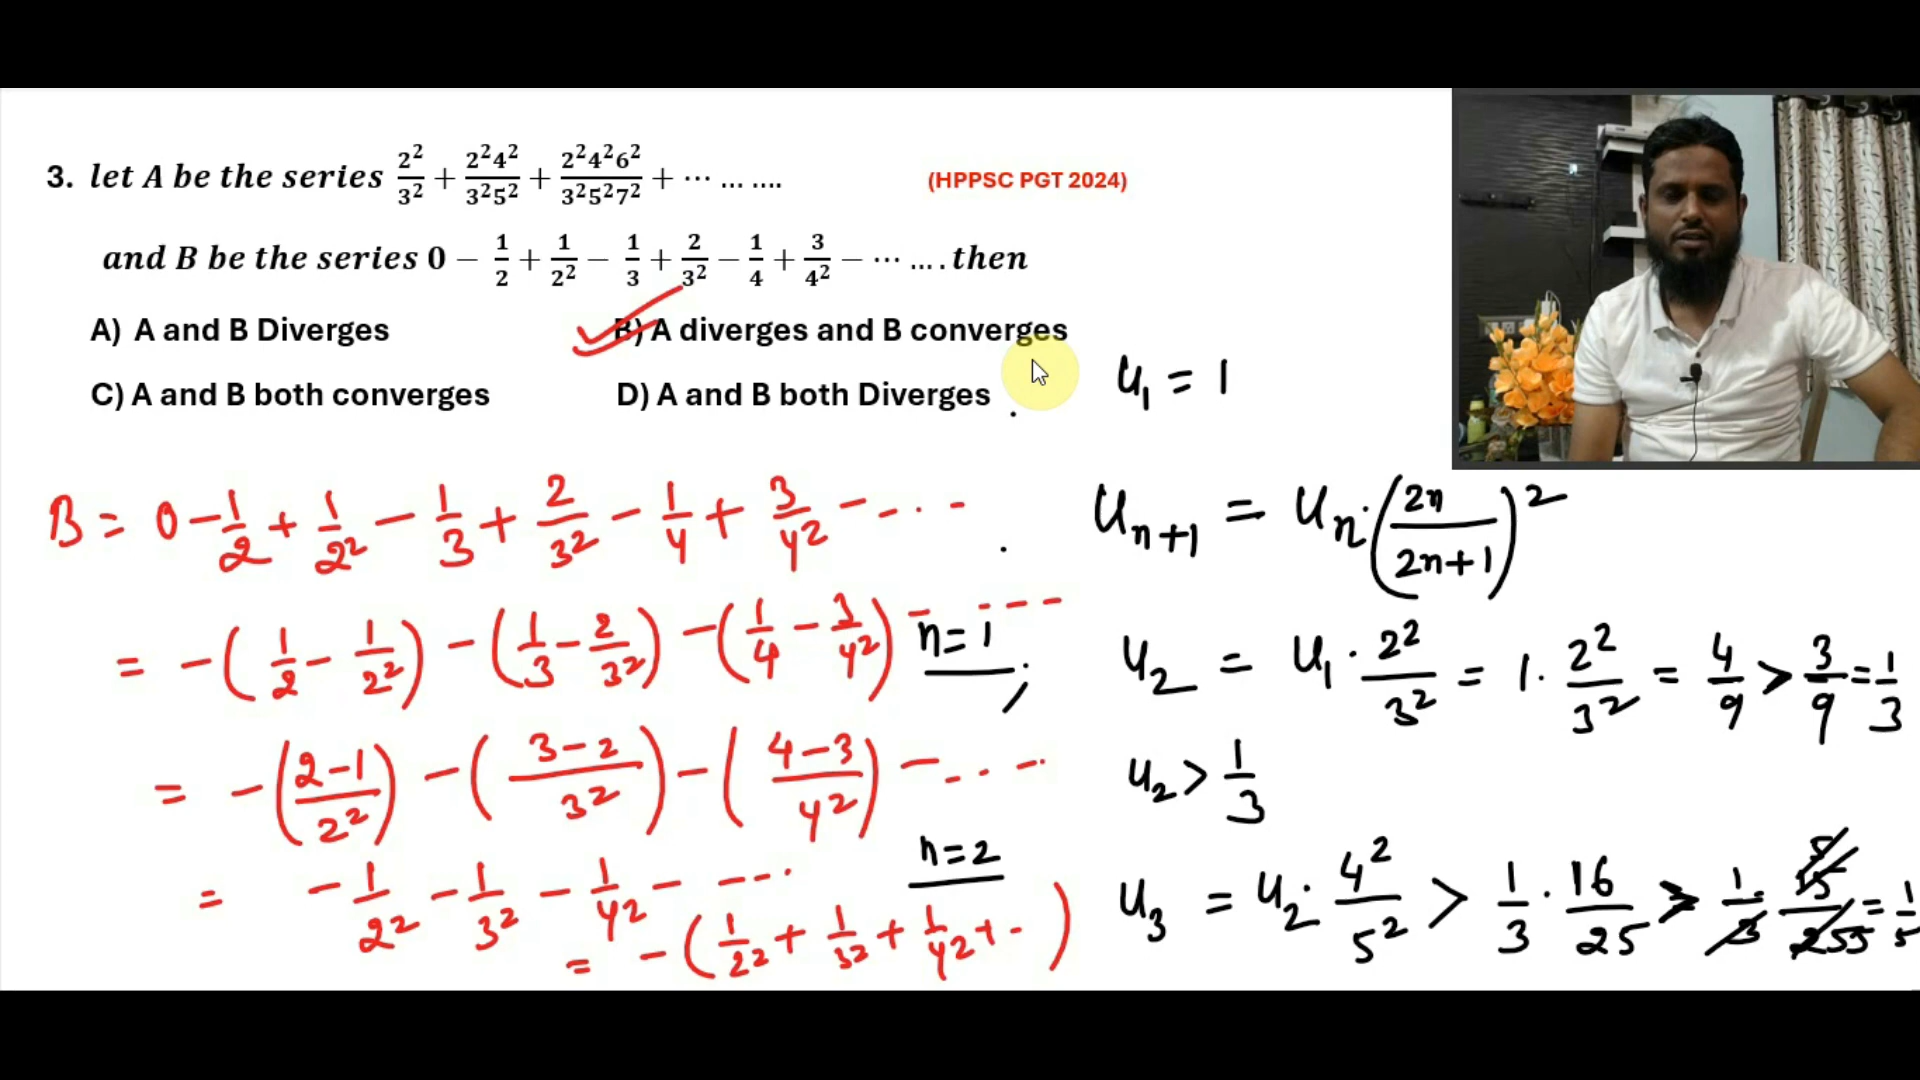 3. let A be the series 2²/3² + 2²4²/3²5² + 2²4²6²/3²5²7² + ⋯ ... .... (HPPSC PGT 2024)
and B be the series 0 − 1/2 + 1/2² − 1/3 + 2/3² − 1/4 + 3/4² − ⋯ ... . then
A) A and B Diverges B) A diverges and B converges
C) A and B both converges D) A and B both Diverges
B = 0 - 1/2 + 1/2² - 1/3 + 2/3² - 1/4 + 3/4² - - . . -
= - (1/2 - 1/2²) - (1/3 - 2/3²) - (1/4 - 3/4²) - - - -
= - ((2-1)/2²) - ((3-2)/3²) - ((4-3)/4²) - - . . -
= - 1/2² - 1/3² - 1/4² - - - ..
= - (1/2² + 1/3² + 1/4² + - . )
u₁ = 1
uₙ₊₁ = uₙ · (2n/(2n+1))²
n=1 ; u₂ = u₁ · 2²/3² = 1 · 2²/3² = 4/9 > 3/9 = 1/3
u₂ > 1/3
n=2
u₃ = u₂ · 4²/5² > 1/3 · 16/25 > 1/3 · 15/25 = 1/5
5
5